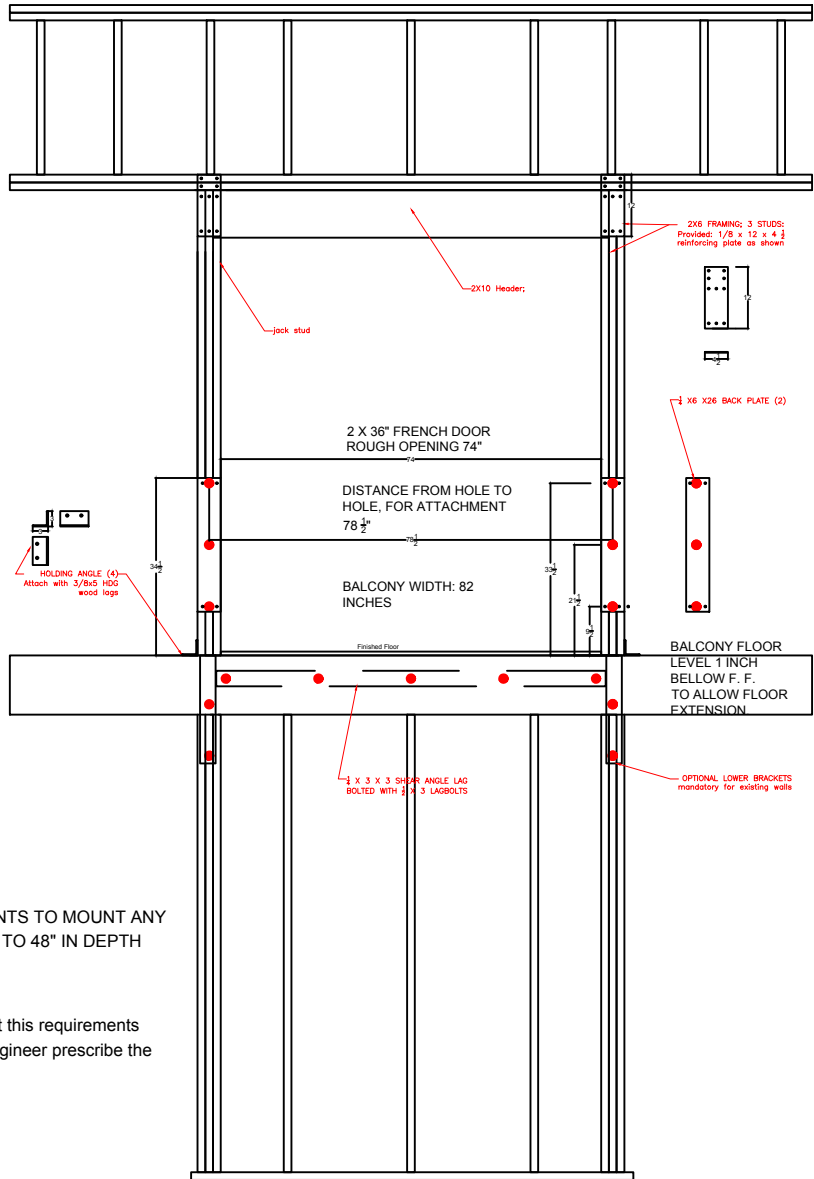 12
2X6 FRAMING; 3 STUDS:
Provided: 1/8 x 12 x 4 1/2
reinforcing plate as shown
2X10 Header;
12
4 1/2
jack stud
1/4 X6 X26 BACK PLATE (2)
2 X 36" FRENCH DOOR
ROUGH OPENING 74"
74
DISTANCE FROM HOLE TO
HOLE, FOR ATTACHMENT
78 1/2"
78 1/2
3
3
34 1/2
33 1/2
21 1/2
9 1/2
HOLDING ANGLE (4)
Attach with 3/8x5 HDG
wood lags
BALCONY WIDTH: 82
INCHES
Finished Floor
BALCONY FLOOR
LEVEL 1 INCH
BELLOW F. F.
TO ALLOW FLOOR
EXTENSION
X 3 X 3 SHEAR ANGLE LAG
BOLTED WITH 1/2 X 3 LAGBOLTS
OPTIONAL LOWER BRACKETS
mandatory for existing walls
NTS TO MOUNT ANY
TO 48" IN DEPTH
t this requirements
gineer prescribe the